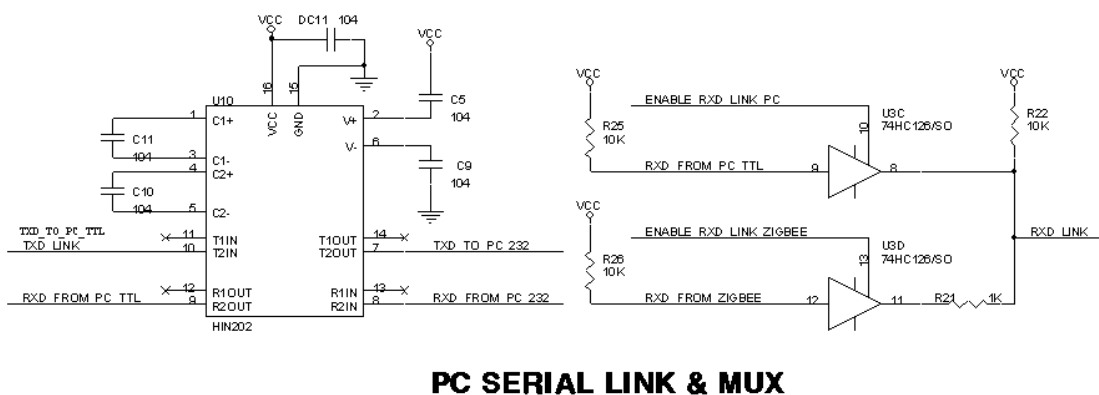 VCC
DC11 104
VCC
16
15
U10
VCC
GND
1
C1+
C11
104
3
C1-
4
C2+
C10
104
5
C2-
TXD_TO_PC_TTL
11
T1IN
TXD LINK
10
T2IN
12
R1OUT
RXD FROM PC TTL
9
R2OUT
HIN202
2
V+
C5
104
6
V-
C9
104
14
T1OUT
7
T2OUT
TXD TO PC 232
13
R1IN
8
R2IN
RXD FROM PC 232
VCC
R25
10K
ENABLE RXD LINK PC
10
U3C
74HC126/SO
RXD FROM PC TTL
9
8
VCC
R22
10K
VCC
R26
10K
ENABLE RXD LINK ZIGBEE
13
U3D
74HC126/SO
RXD FROM ZIGBEE
12
11
R21
1K
RXD LINK
PC SERIAL LINK & MUX